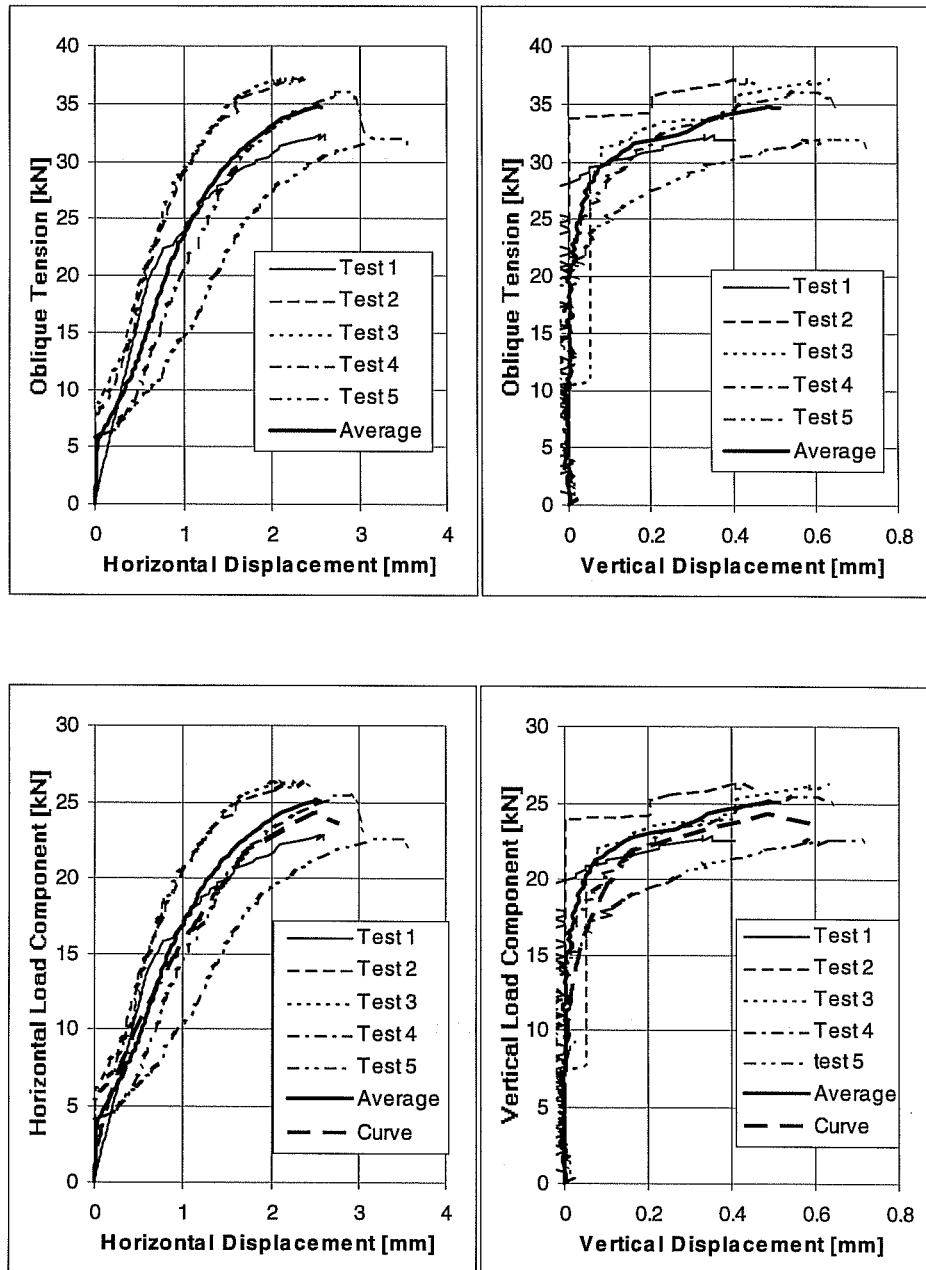 Oblique Tension [kN]
40
35
30
25
20
15
10
5
0
Test 1
Test 2
Test 3
Test 4
Test 5
Average
0 1 2 3 4
Horizontal Displacement [mm]
Oblique Tension [kN]
40
35
30
25
20
15
10
5
0
Test 1
Test 2
Test 3
Test 4
Test 5
Average
0 0.2 0.4 0.6 0.8
Vertical Displacement [mm]
Horizontal Load Component [kN]
30
25
20
15
10
5
0
Test 1
Test 2
Test 3
Test 4
Test 5
Average
Curve
0 1 2 3 4
Horizontal Displacement [mm]
Vertical Load Component [kN]
30
25
20
15
10
5
0
Test 1
Test 2
Test 3
Test 4
test 5
Average
Curve
0 0.2 0.4 0.6 0.8
Vertical Displacement [mm]